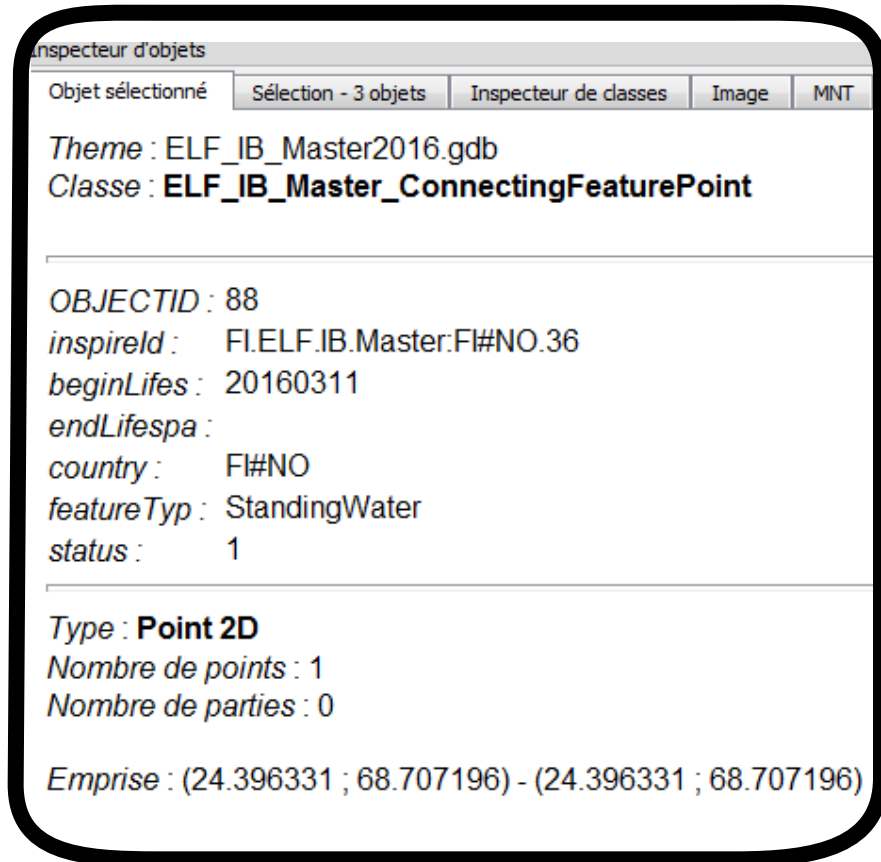 Inspecteur d'objets
Objet sélectionné Sélection - 3 objets Inspecteur de classes Image MNT
Theme : ELF_IB_Master2016.gdb
Classe : ELF_IB_Master_ConnectingFeaturePoint
OBJECTID : 88
inspireId : FI.ELF.IB.Master:FI#NO.36
beginLifes : 20160311
endLifespa :
country : FI#NO
featureTyp : StandingWater
status : 1
Type : Point 2D
Nombre de points : 1
Nombre de parties : 0
Emprise : (24.396331 ; 68.707196) - (24.396331 ; 68.707196)